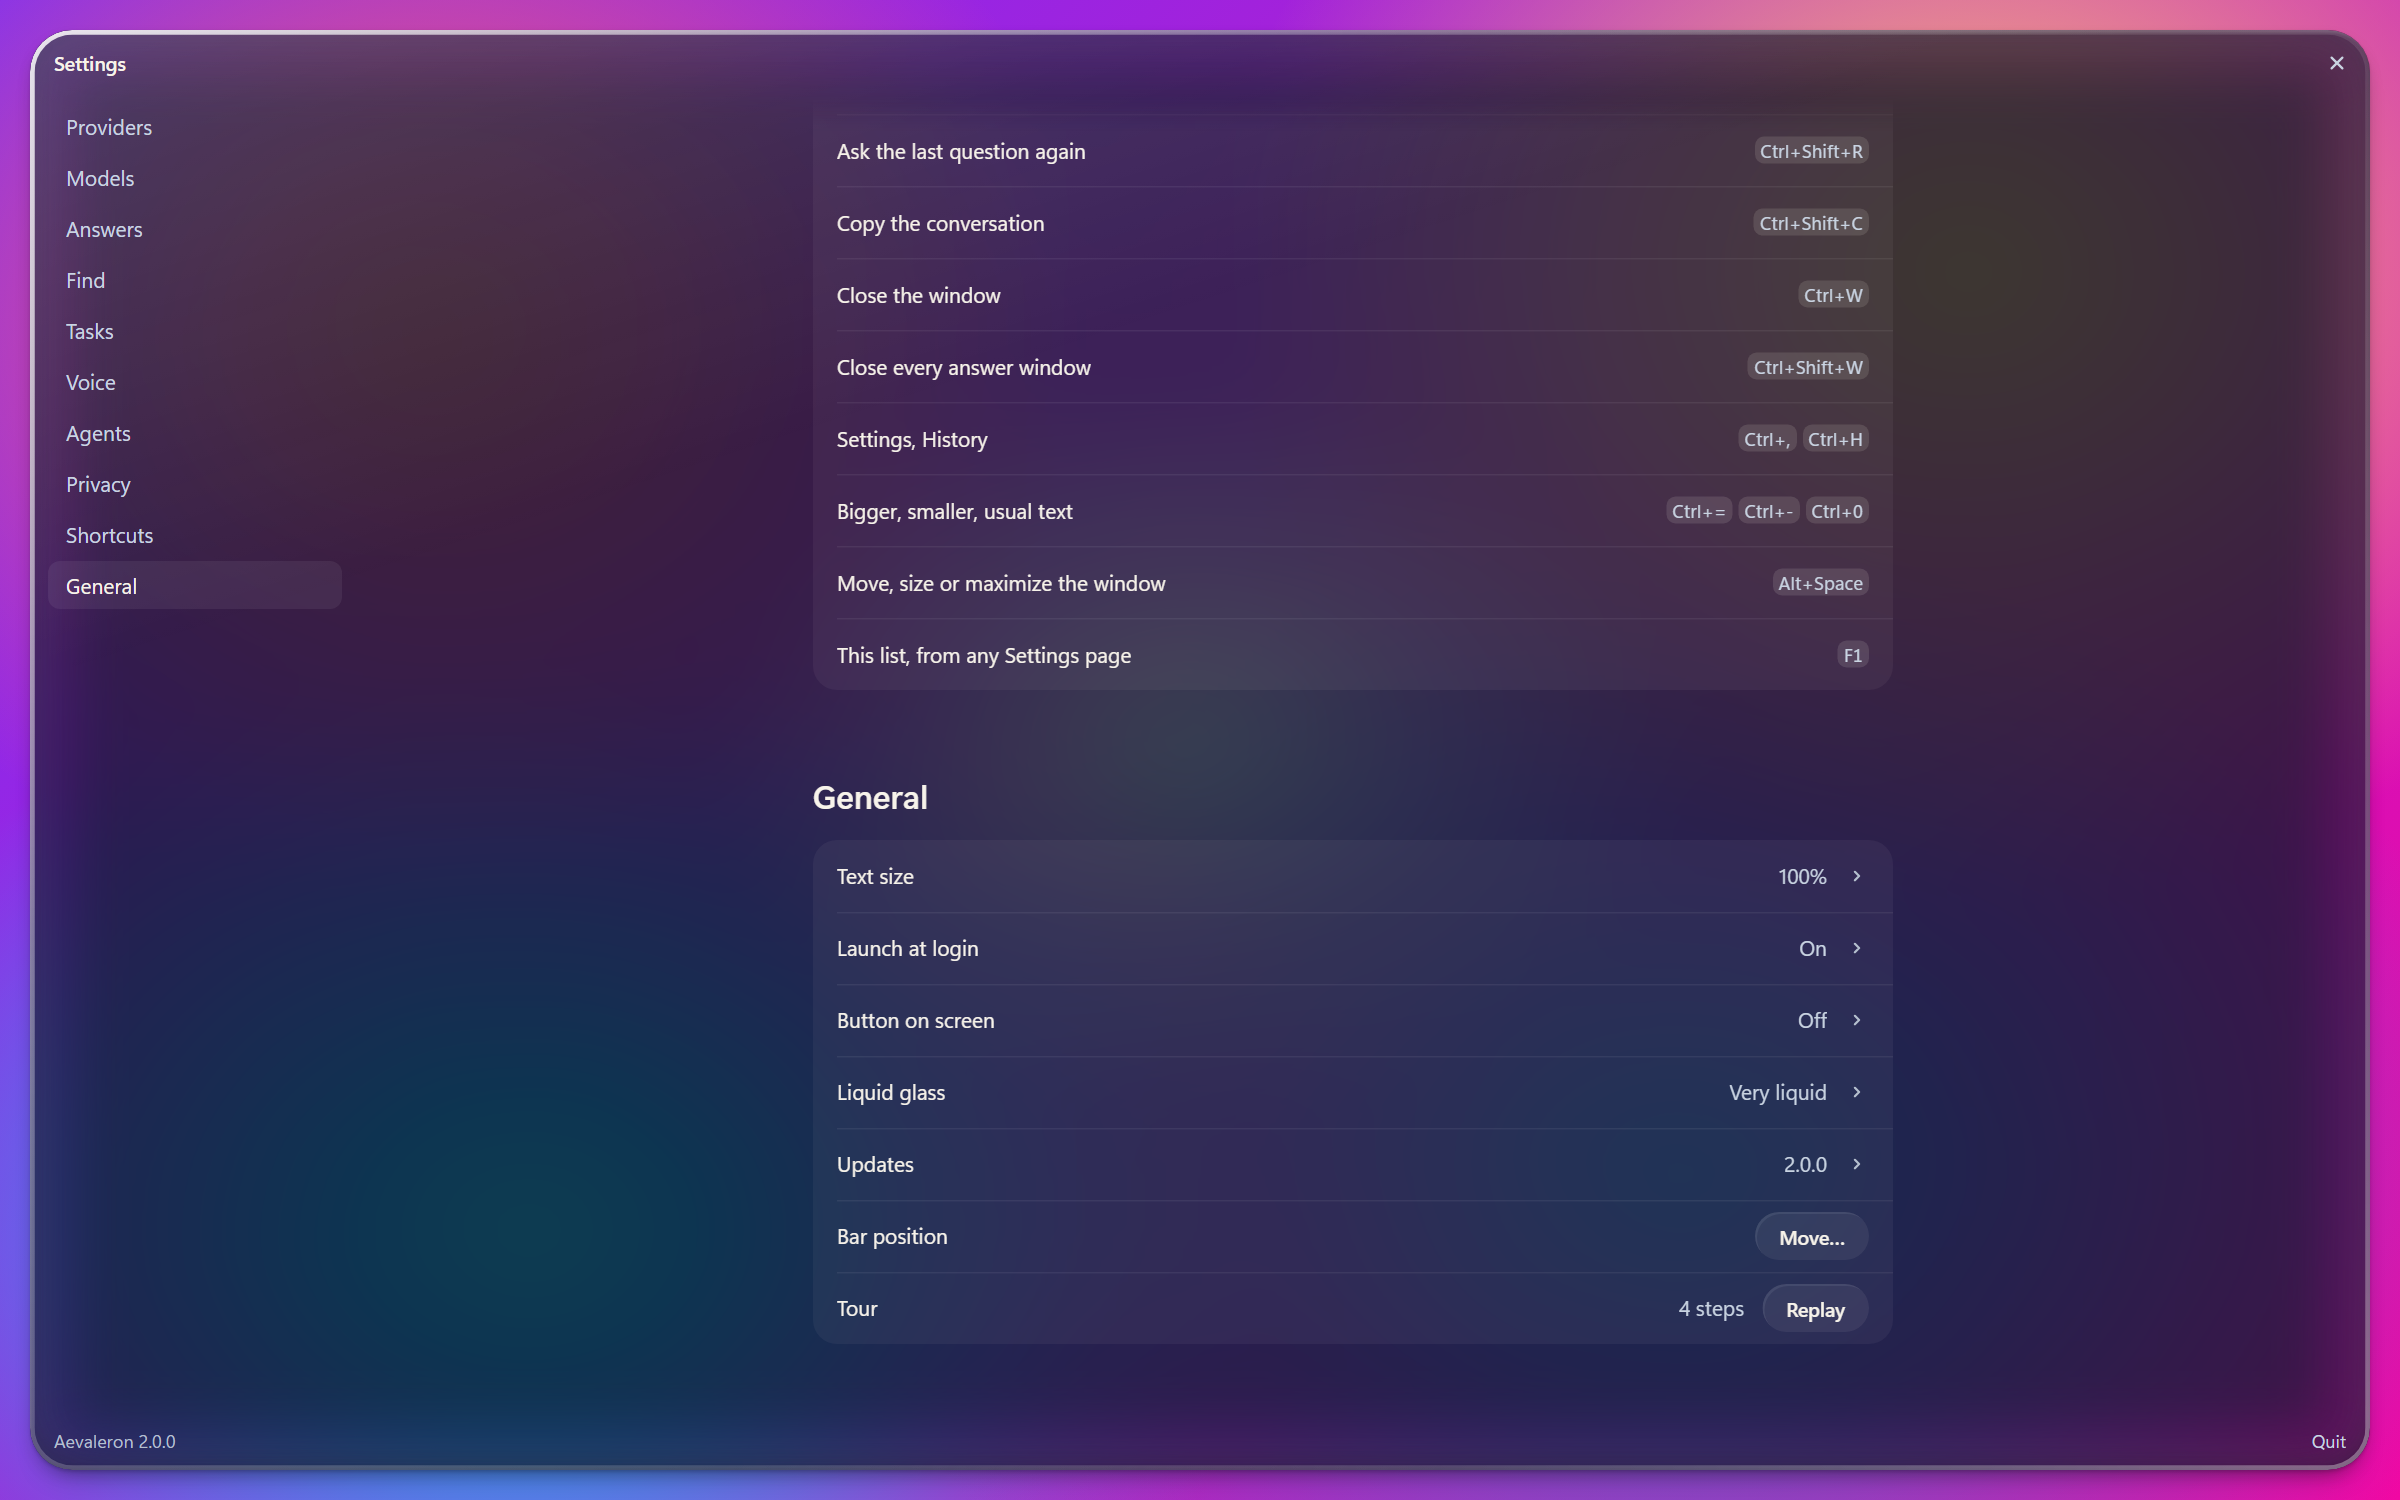 Settings
Providers
Models
Answers
Find
Tasks
Voice
Agents
Privacy
Shortcuts
General
Ask the last question again Ctrl+Shift+R
Copy the conversation Ctrl+Shift+C
Close the window Ctrl+W
Close every answer window Ctrl+Shift+W
Settings, History Ctrl+, Ctrl+H
Bigger, smaller, usual text Ctrl+= Ctrl+- Ctrl+0
Move, size or maximize the window Alt+Space
This list, from any Settings page F1
General
Text size 100%
Launch at login On
Button on screen Off
Liquid glass Very liquid
Updates 2.0.0
Bar position Move...
Tour 4 steps Replay
Aevaleron 2.0.0 Quit